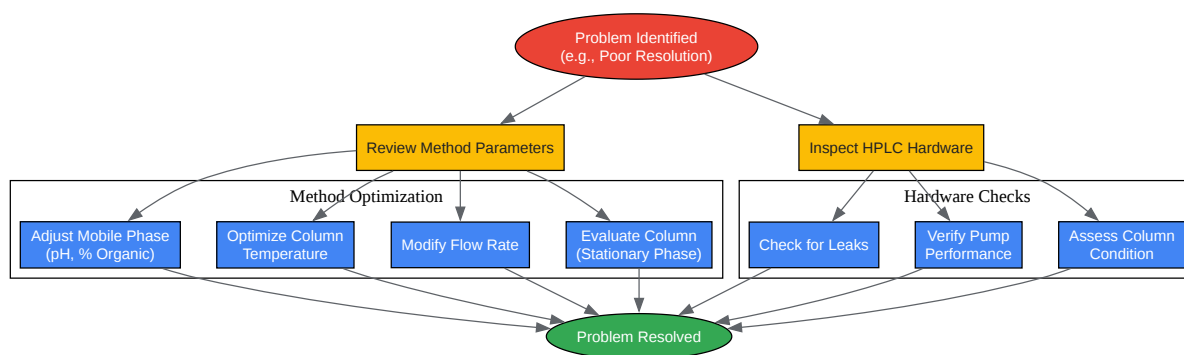 Problem Identified
(e.g., Poor Resolution)
Review Method Parameters
Inspect HPLC Hardware
Method Optimization
Hardware Checks
Adjust Mobile Phase
(pH, % Organic)
Optimize Column
Temperature
Modify Flow Rate
Evaluate Column
(Stationary Phase)
Check for Leaks
Verify Pump
Performance
Assess Column
Condition
Problem Resolved